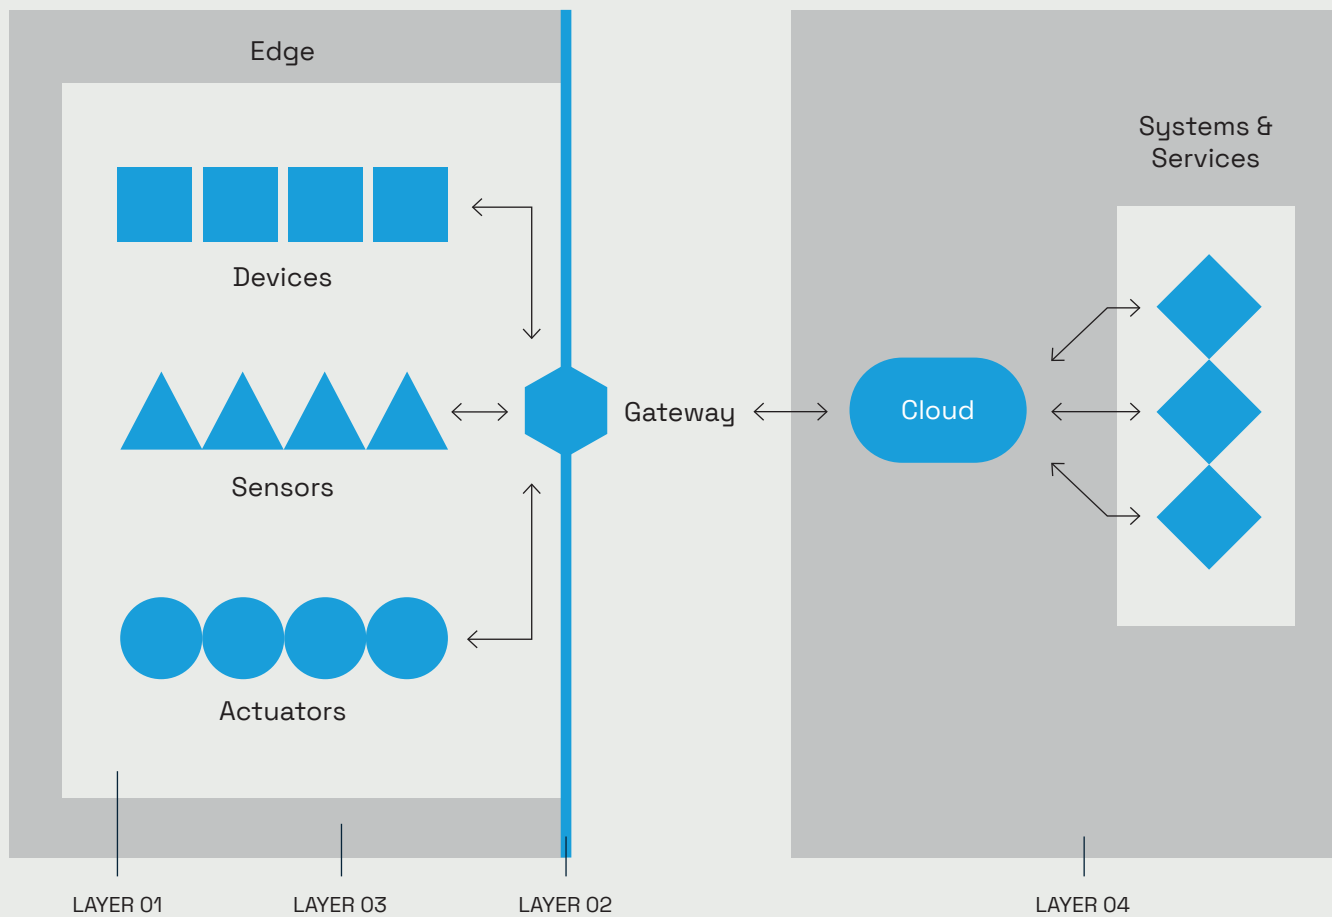 Edge
Systems &
Services
Devices
Gateway
Cloud
Sensors
Actuators
LAYER 01
LAYER 03
LAYER 02
LAYER 04